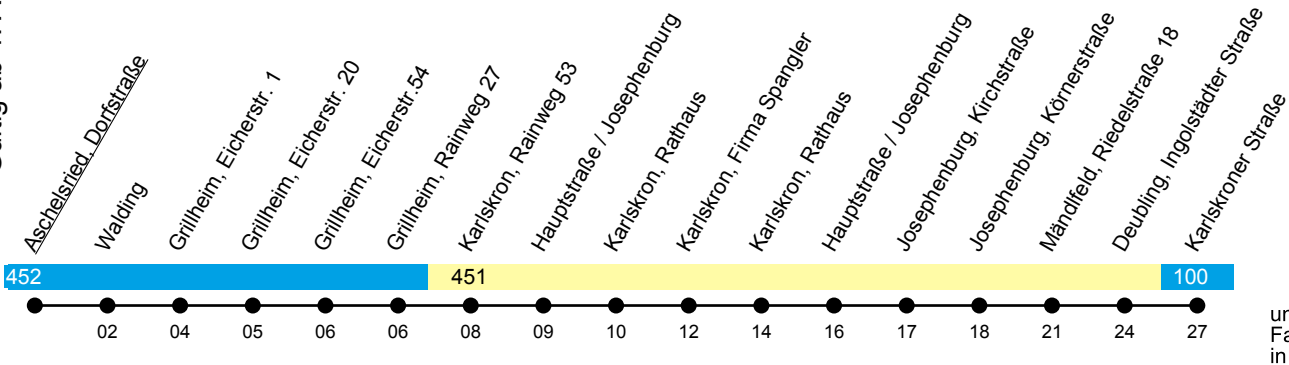 Aschelsried, Dorfstraße
Walding
Grillheim, Eicherstr. 1
Grillheim, Eicherstr. 20
Grillheim, Eicherstr.54
Grillheim, Rainweg 27
Karlskron, Rainweg 53
Hauptstraße / Josephenburg
Karlskron, Rathaus
Karlskron, Firma Spangler
Karlskron, Rathaus
Hauptstraße / Josephenburg
Josephenburg, Kirchstraße
Josephenburg, Körnerstraße
Mändlfeld, Riedelstraße 18
Deubling, Ingolstädter Straße
Karlskroner Straße
452 451 100
02 04 05 06 06 08 09 10 12 14 16 17 18 21 24 27
in